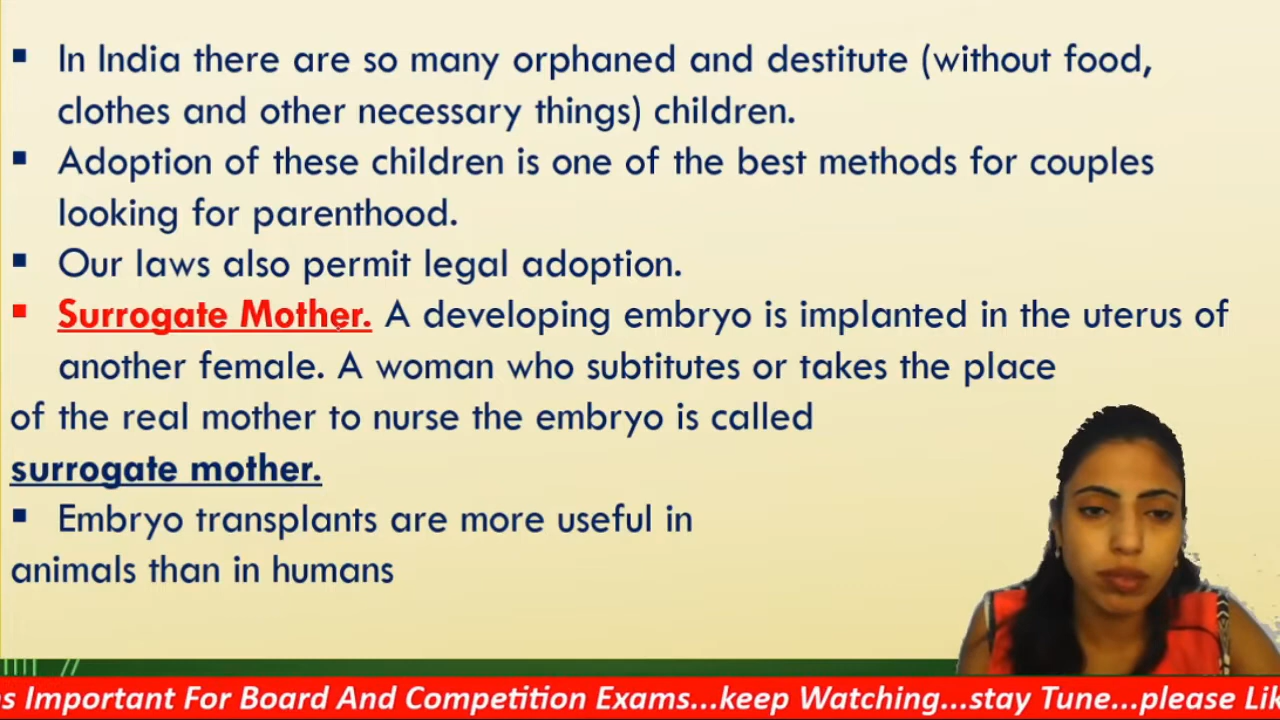 ▪ In India there are so many orphaned and destitute (without food,
clothes and other necessary things) children.
▪ Adoption of these children is one of the best methods for couples
looking for parenthood.
▪ Our laws also permit legal adoption.
▪ Surrogate Mother. A developing embryo is implanted in the uterus of
another female. A woman who subtitutes or takes the place
of the real mother to nurse the embryo is called
surrogate mother.
▪ Embryo transplants are more useful in
animals than in humans
Important For Board And Competition Exams...keep Watching...stay Tune...please